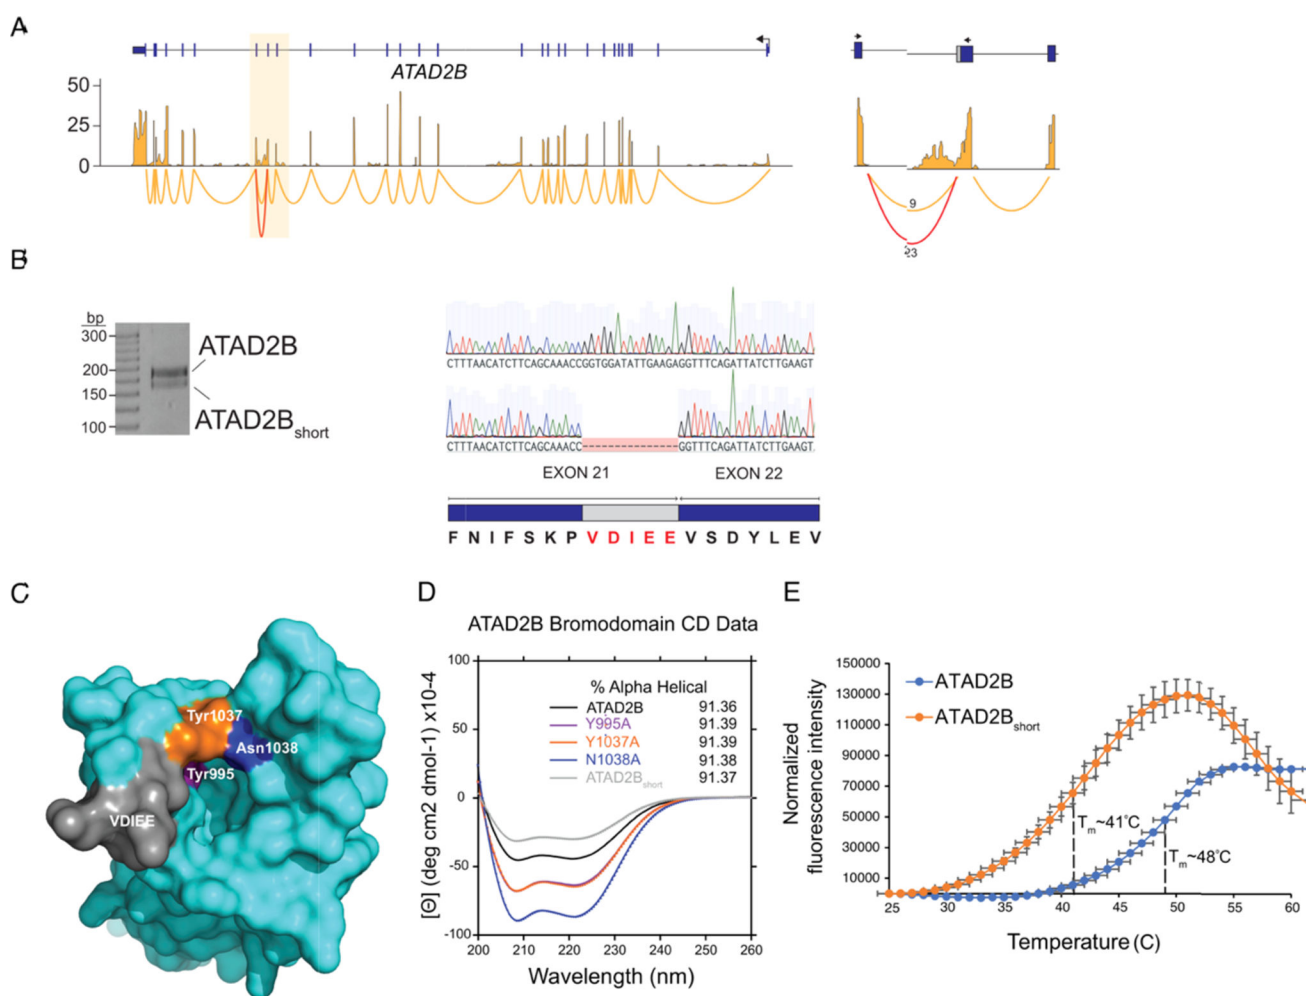 A
ATAD2B
50
25
0
9
23
B
bp
300
200
150
100
ATAD2B
ATAD2Bshort
CTTTAACATCTTCAGCAAACCGGTGGATATTGAAGAGGTTTCAGATTATCTTGAAGT
CTTTAACATCTTCAGCAAACC----------------GGTTTCAGATTATCTTGAAGT
EXON 21 EXON 22
F N I F S K P V D I E E V S D Y L E V
C
Tyr1037
Asn1038
Tyr995
VDIEE
D
ATAD2B Bromodomain CD Data
% Alpha Helical
ATAD2B 91.36
Y995A 91.39
Y1037A 91.39
N1038A 91.38
ATAD2Bshort 91.37
100
50
0
-50
-100
200 210 220 230 240 250 260
[Θ] (deg cm2 dmol-1) x10-4
Wavelength (nm)
E
ATAD2B
ATAD2Bshort
Normalized
fluorescence intensity
150000
130000
110000
90000
70000
50000
30000
10000
Tm~41°C
Tm~48°C
25 30 35 40 45 50 55 60
Temperature (C)